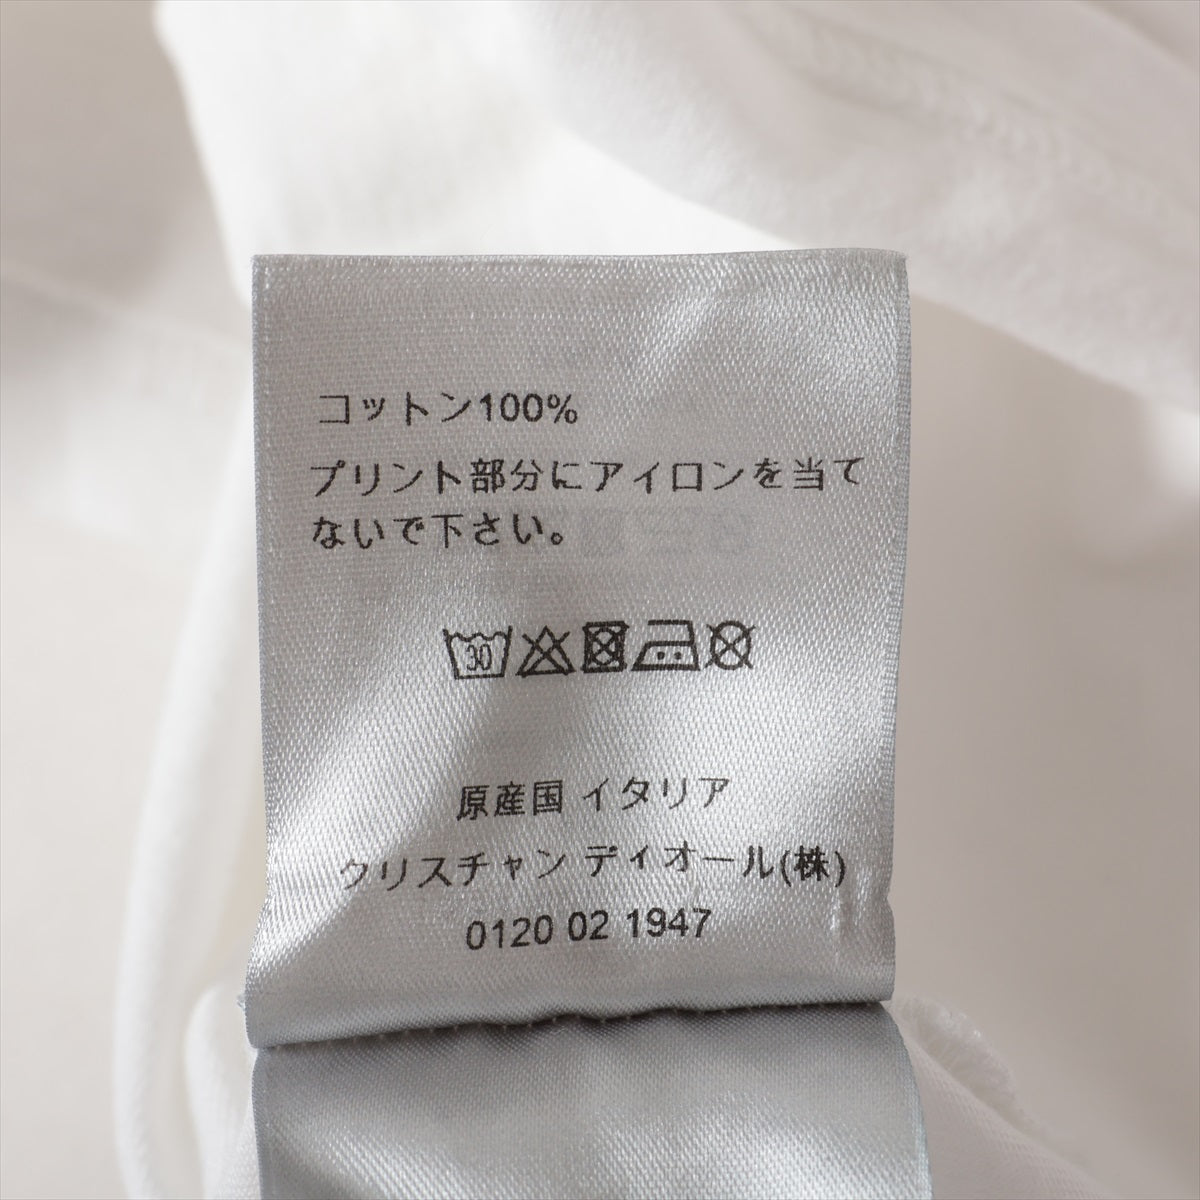 コットン100%
プリント部分にアイロンを当て
ないで下さい。
30
原産国 イタリア
クリスチャン ディオール(株)
0120 02 1947